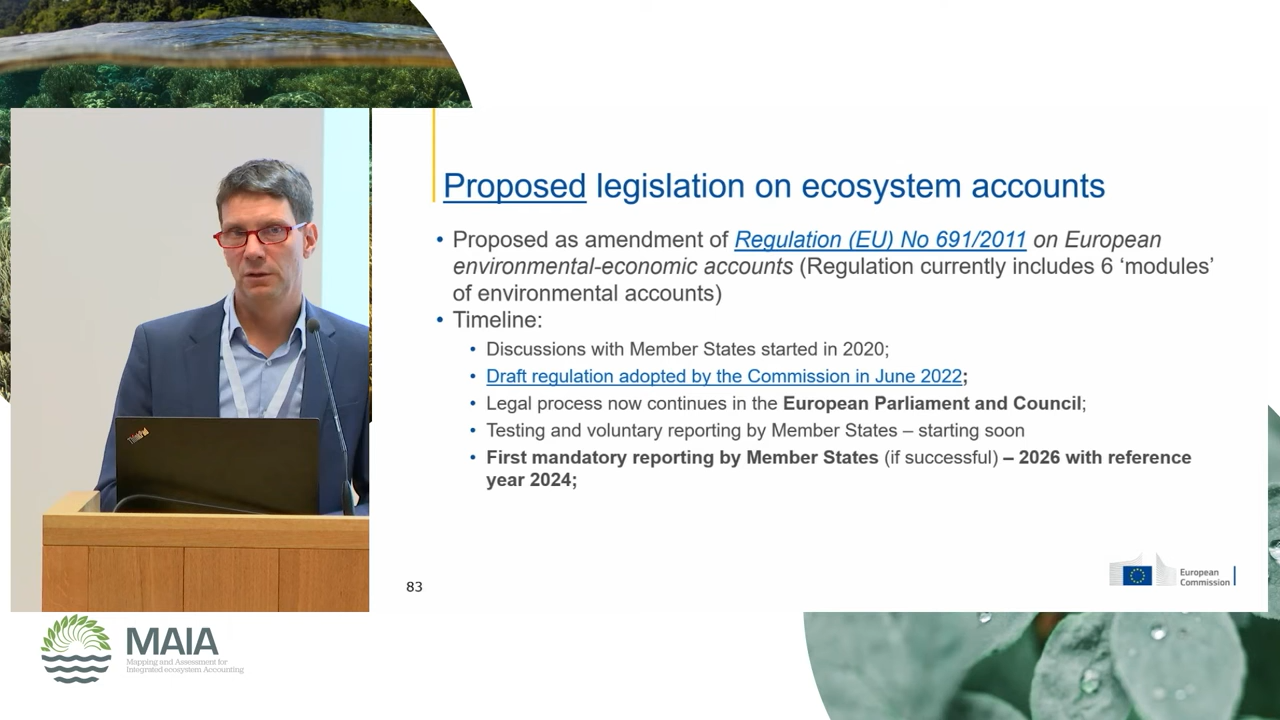 Proposed legislation on ecosystem accounts
• Proposed as amendment of Regulation (EU) No 691/2011 on European
environmental-economic accounts (Regulation currently includes 6 ‘modules’
of environmental accounts)
• Timeline:
• Discussions with Member States started in 2020;
• Draft regulation adopted by the Commission in June 2022;
• Legal process now continues in the European Parliament and Council;
• Testing and voluntary reporting by Member States – starting soon
• First mandatory reporting by Member States (if successful) – 2026 with reference
year 2024;
ThinkPad
83
European
Commission
MAIA
Mapping and Assessment for
Integrated ecosystem Accounting